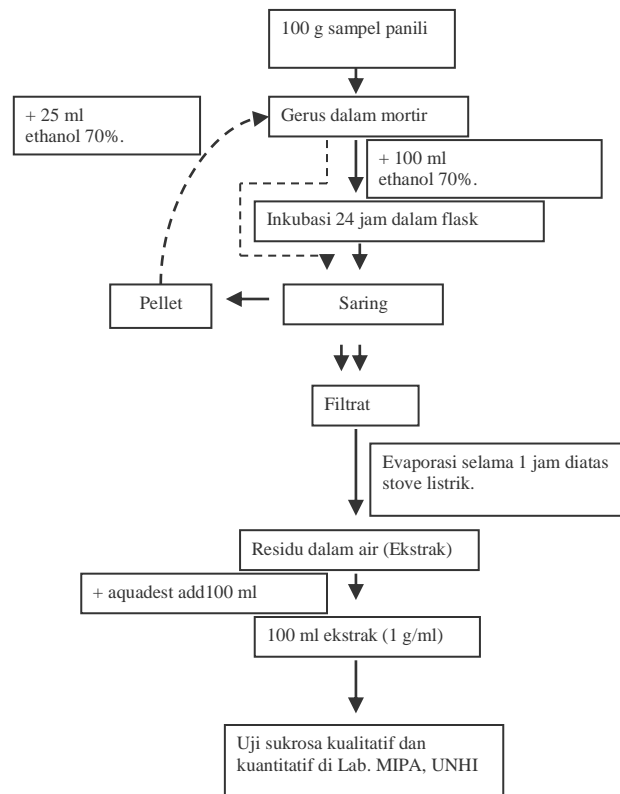 100 g sampel panili
+ 25 ml
ethanol 70%.
Gerus dalam mortir
+ 100 ml
ethanol 70%.
Inkubasi 24 jam dalam flask
Pellet
Saring
Filtrat
Evaporasi selama 1 jam diatas
stove listrik.
Residu dalam air (Ekstrak)
+ aquadest add100 ml
100 ml ekstrak (1 g/ml)
Uji sukrosa kualitatif dan
kuantitatif di Lab. MIPA, UNHI